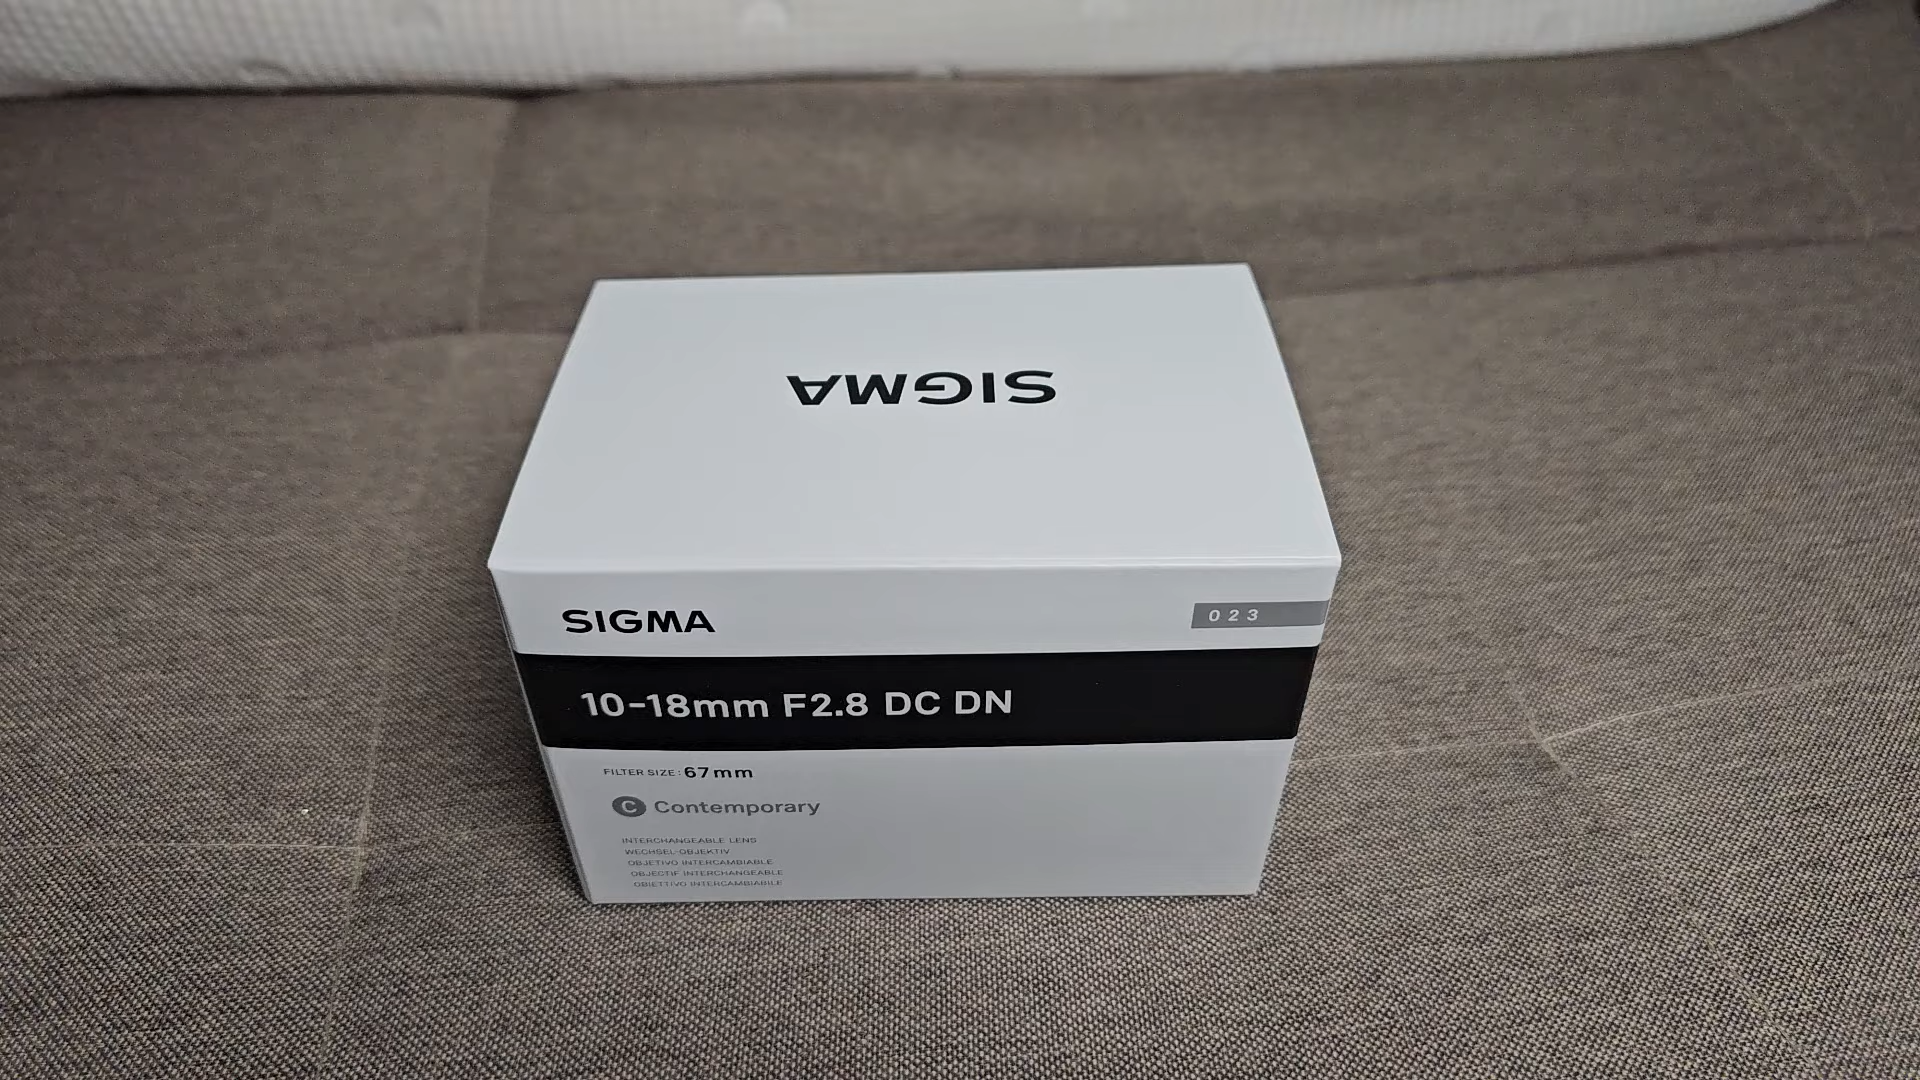 SIGMA
SIGMA
023
10-18mm F2.8 DC DN
FILTER SIZE: 67mm
C Contemporary
INTERCHANGEABLE LENS
WECHSEL-OBJEKTIV
OBJETIVO INTERCAMBIABLE
OBJECTIF INTERCHANGEABLE
OBIETTIVO INTERCAMBIABILE